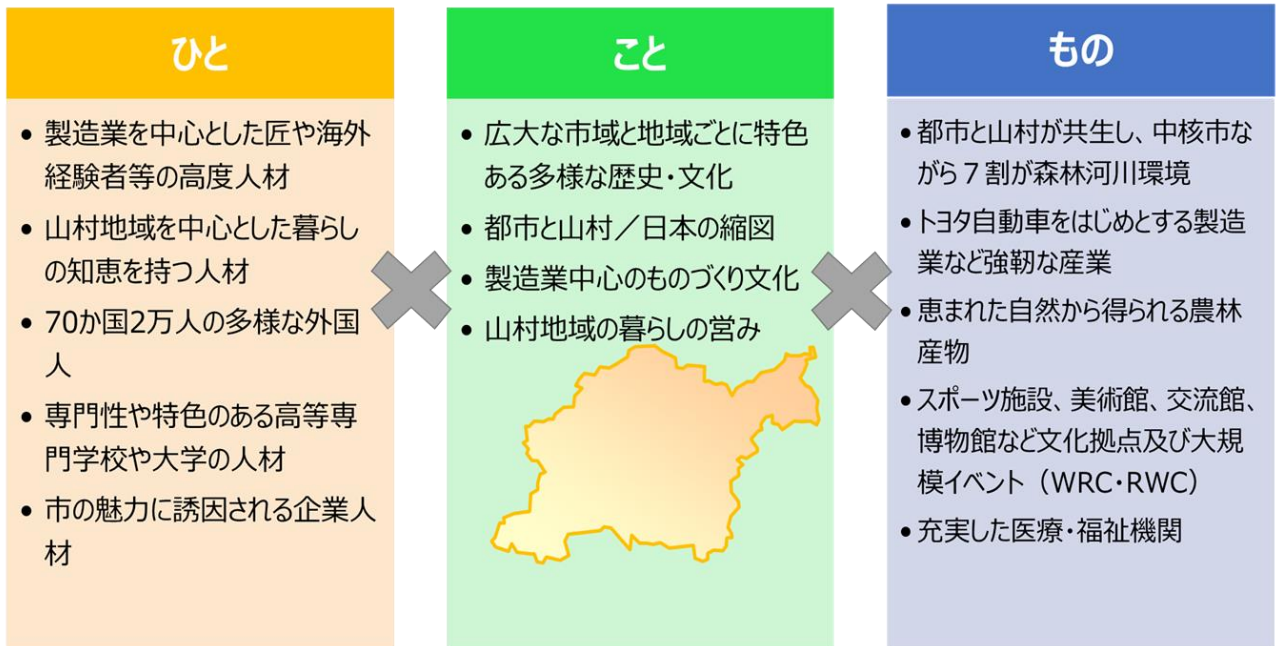 ひと
• 製造業を中心とした匠や海外
経験者等の高度人材
• 山村地域を中心とした暮らし
の知恵を持つ人材
• 70か国2万人の多様な外国
人
• 専門性や特色のある高等専
門学校や大学の人材
• 市の魅力に誘因される企業人
材
こと
• 広大な市域と地域ごとに特色
ある多様な歴史・文化
• 都市と山村／日本の縮図
• 製造業中心のものづくり文化
• 山村地域の暮らしの営み
もの
• 都市と山村が共生し、中核市な
がら７割が森林河川環境
• トヨタ自動車をはじめとする製造
業など強靭な産業
• 恵まれた自然から得られる農林
産物
• スポーツ施設、美術館、交流館、
博物館など文化拠点及び大規
模イベント（WRC・RWC）
• 充実した医療・福祉機関